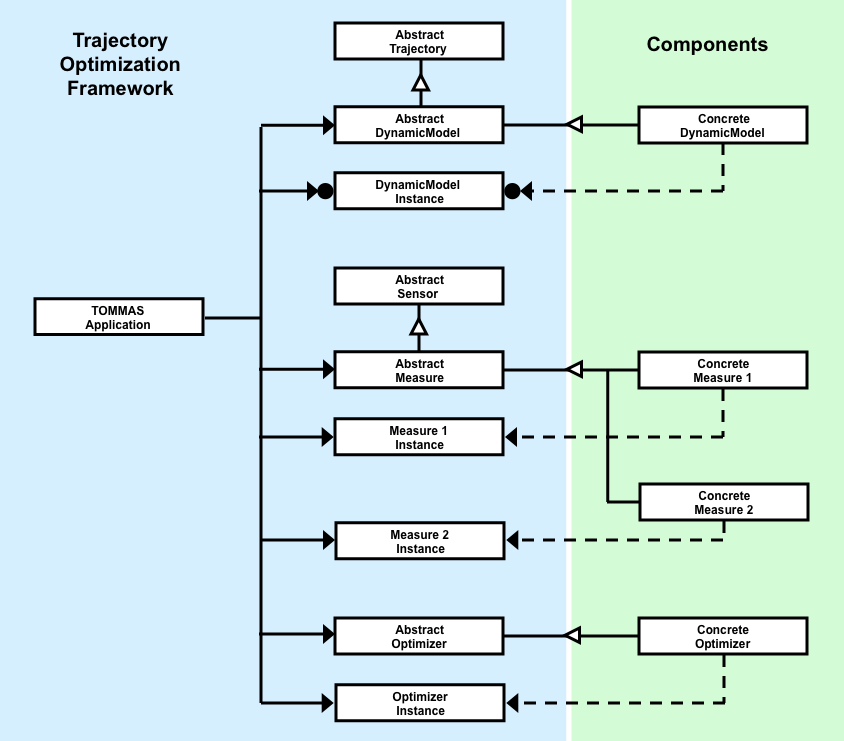 Trajectory
Optimization
Framework
Components
Abstract
Trajectory
Abstract
DynamicModel
Concrete
DynamicModel
DynamicModel
Instance
Abstract
Sensor
TOMMAS
Application
Abstract
Measure
Concrete
Measure 1
Measure 1
Instance
Concrete
Measure 2
Measure 2
Instance
Abstract
Optimizer
Concrete
Optimizer
Optimizer
Instance